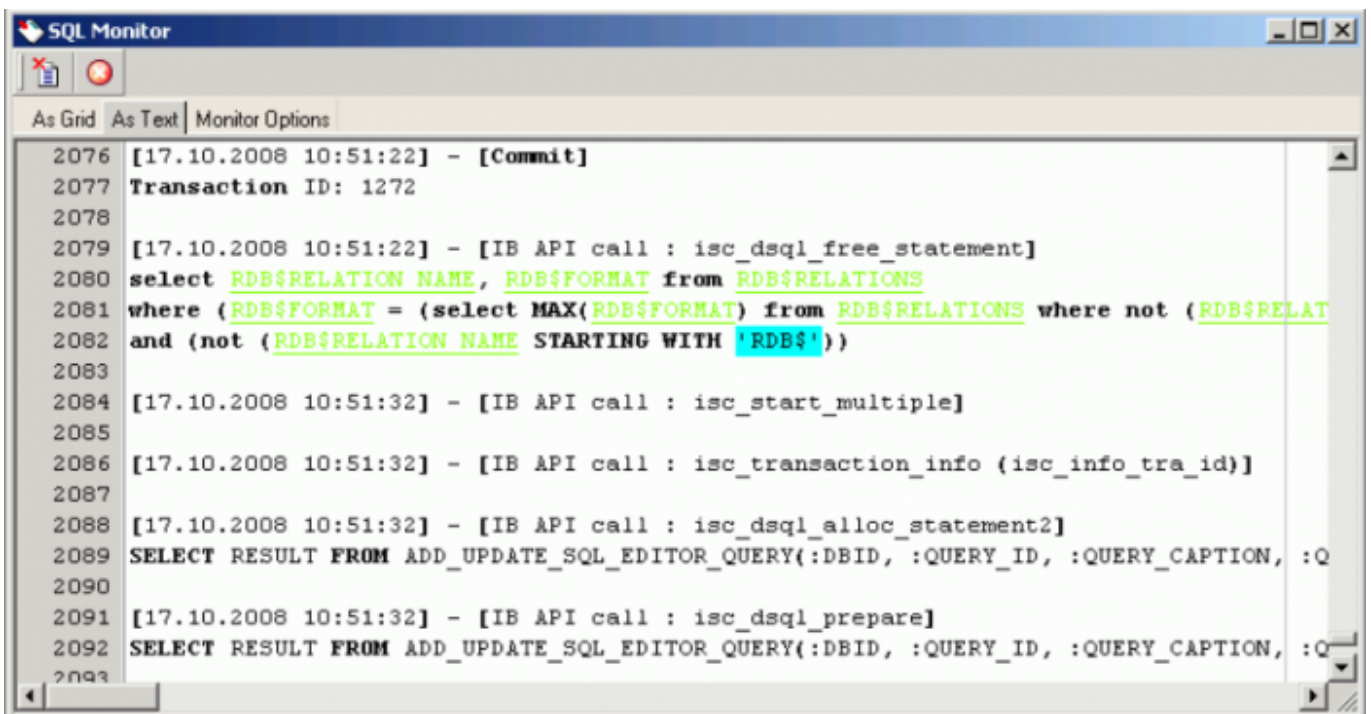 SQL Monitor
As Grid As Text Monitor Options
2076 [17.10.2008 10:51:22] - [Commit]
2077 Transaction ID: 1272
2078
2079 [17.10.2008 10:51:22] - [IB API call : isc_dsql_free_statement]
2080 select RDB$RELATION_NAME, RDB$FORMAT from RDB$RELATIONS
2081 where (RDB$FORMAT = (select MAX(RDB$FORMAT) from RDB$RELATIONS where not (RDB$RELAT
2082 and (not (RDB$RELATION_NAME STARTING WITH 'RDB$'))
2083
2084 [17.10.2008 10:51:32] - [IB API call : isc_start_multiple]
2085
2086 [17.10.2008 10:51:32] - [IB API call : isc_transaction_info (isc_info_tra_id)]
2087
2088 [17.10.2008 10:51:32] - [IB API call : isc_dsql_alloc_statement2]
2089 SELECT RESULT FROM ADD_UPDATE_SQL_EDITOR_QUERY(:DBID, :QUERY_ID, :QUERY_CAPTION, :Q
2090
2091 [17.10.2008 10:51:32] - [IB API call : isc_dsql_prepare]
2092 SELECT RESULT FROM ADD_UPDATE_SQL_EDITOR_QUERY(:DBID, :QUERY_ID, :QUERY_CAPTION, :Q
2093